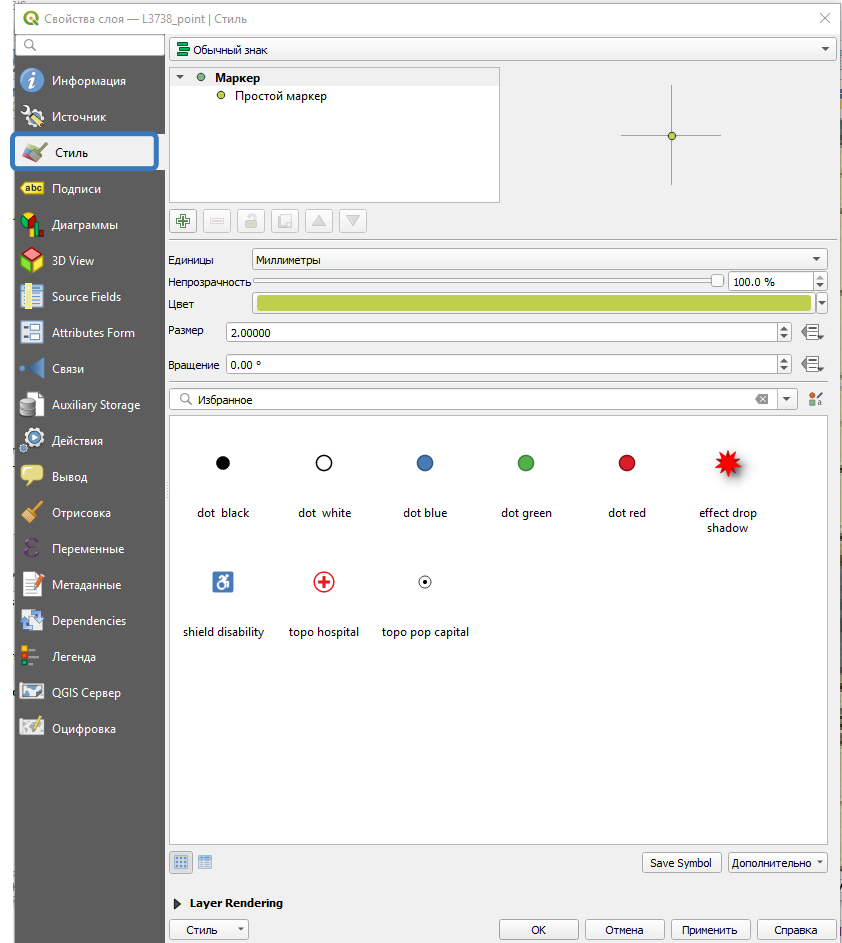 Свойства слоя — L3738_point | Стиль
Обычный знак
Информация
Источник
Стиль
Подписи
Диаграммы
3D View
Source Fields
Attributes Form
Связи
Auxiliary Storage
Действия
Вывод
Отрисовка
Переменные
Метаданные
Dependencies
Легенда
QGIS Сервер
Оцифровка
Маркер
Простой маркер
Единицы Миллиметры
Непрозрачность 100.0 %
Цвет
Размер 2.00000
Вращение 0.00 °
Избранное
dot black dot white dot blue dot green dot red effect drop
shadow
shield disability topo hospital topo pop capital
Save Symbol Дополнительно
Layer Rendering
Стиль OK Отмена Применить Справка